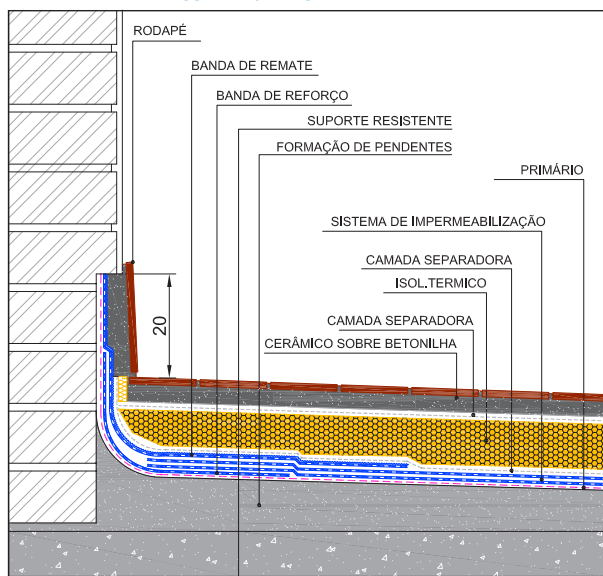 RODAPÉ
BANDA DE REMATE
BANDA DE REFORÇO
SUPORTE RESISTENTE
FORMAÇÃO DE PENDENTES
PRIMÁRIO
SISTEMA DE IMPERMEABILIZAÇÃO
CAMADA SEPARADORA
ISOL.TERMICO
CAMADA SEPARADORA
CERÂMICO SOBRE BETONILHA
20